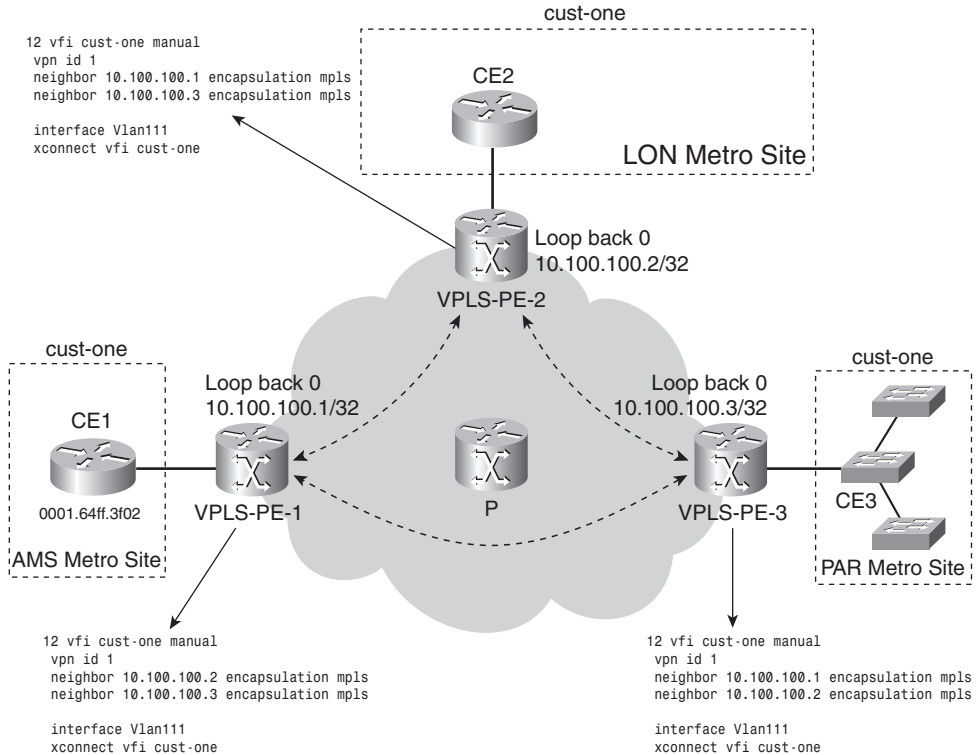 cust-one
12 vfi cust-one manual
vpn id 1
neighbor 10.100.100.1 encapsulation mpls
neighbor 10.100.100.3 encapsulation mpls
interface Vlan111
xconnect vfi cust-one
CE2
LON Metro Site
Loop back 0
10.100.100.2/32
VPLS-PE-2
cust-one
CE1
0001.64ff.3f02
AMS Metro Site
Loop back 0
10.100.100.1/32
VPLS-PE-1
P
Loop back 0
10.100.100.3/32
VPLS-PE-3
cust-one
CE3
PAR Metro Site
12 vfi cust-one manual
vpn id 1
neighbor 10.100.100.2 encapsulation mpls
neighbor 10.100.100.3 encapsulation mpls
interface Vlan111
xconnect vfi cust-one
12 vfi cust-one manual
vpn id 1
neighbor 10.100.100.1 encapsulation mpls
neighbor 10.100.100.2 encapsulation mpls
interface Vlan111
xconnect vfi cust-one